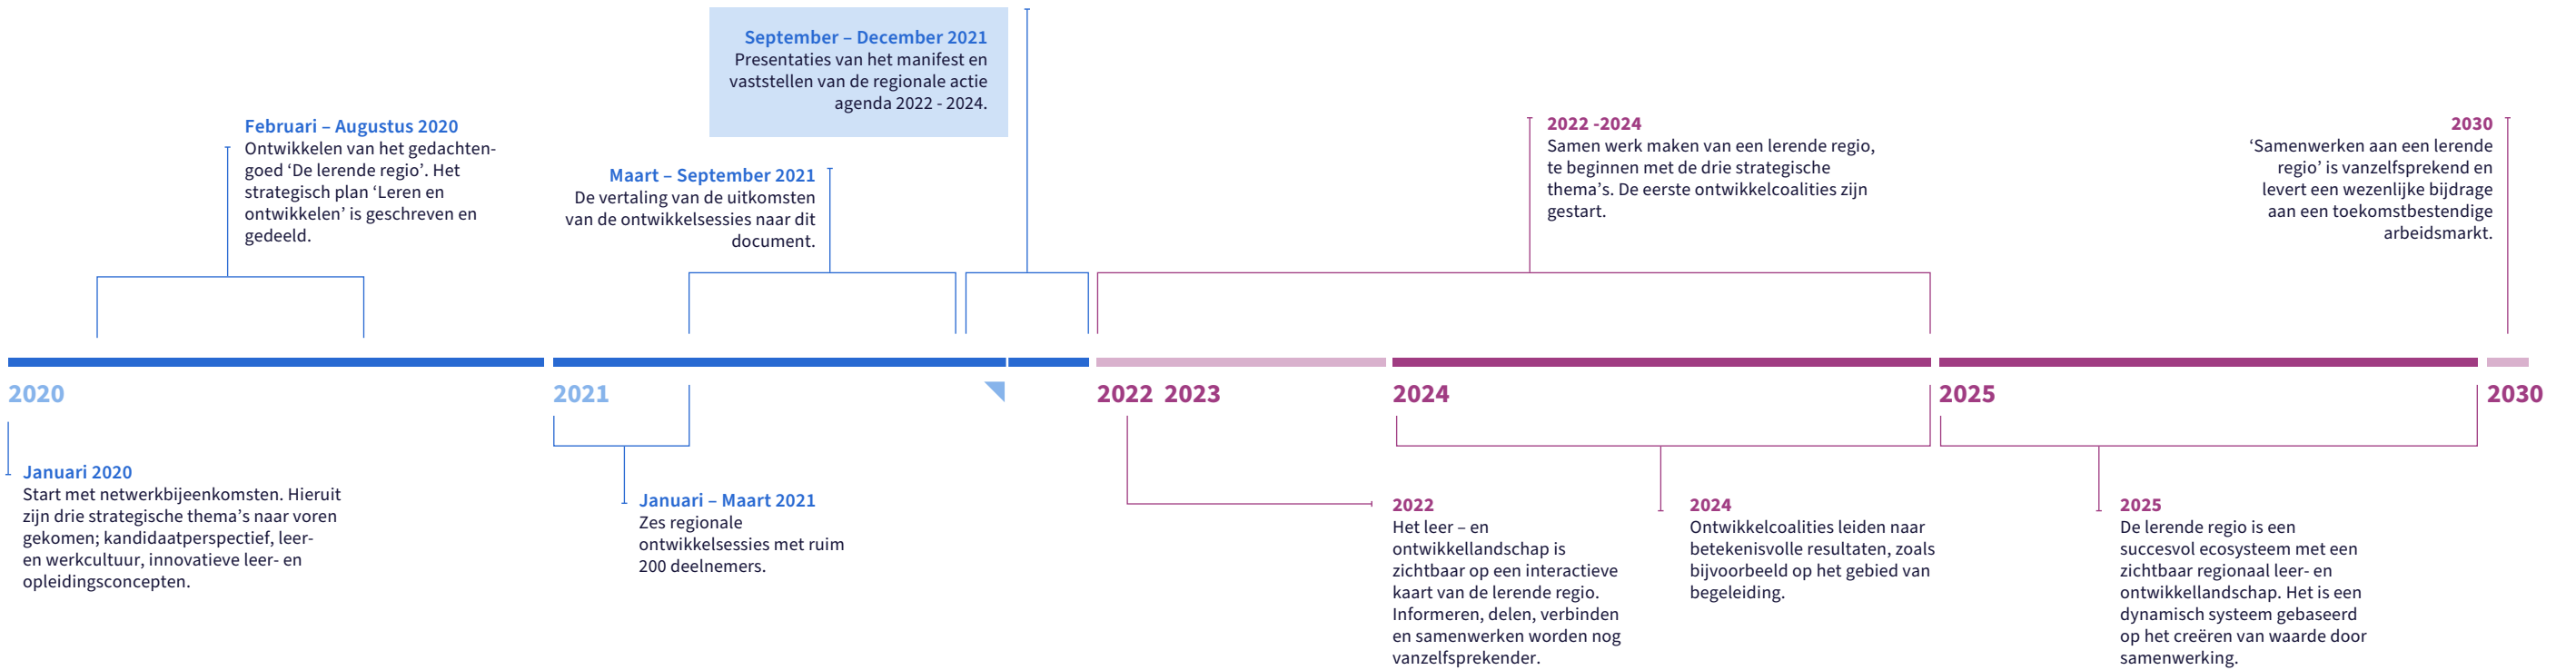 September – December 2021
Presentaties van het manifest en
vaststellen van de regionale actie
agenda 2022 - 2024.
Februari – Augustus 2020
Ontwikkelen van het gedachten-
goed ‘De lerende regio’. Het
strategisch plan ‘Leren en
ontwikkelen’ is geschreven en
gedeeld.
Maart – September 2021
De vertaling van de uitkomsten
van de ontwikkelsessies naar dit
document.
2022 -2024
Samen werk maken van een lerende regio,
te beginnen met de drie strategische
thema’s. De eerste ontwikkelcoalities zijn
gestart.
2030
‘Samenwerken aan een lerende
regio’ is vanzelfsprekend en
levert een wezenlijke bijdrage
aan een toekomstbestendige
arbeidsmarkt.
2020
2021
2022 2023
2024
2025
2030
Januari 2020
Start met netwerkbijeenkomsten. Hieruit
zijn drie strategische thema’s naar voren
gekomen; kandidaatperspectief, leer-
en werkcultuur, innovatieve leer- en
opleidingsconcepten.
Januari – Maart 2021
Zes regionale
ontwikkelsessies met ruim
200 deelnemers.
2022
Het leer – en
ontwikkellandschap is
zichtbaar op een interactieve
kaart van de lerende regio.
Informeren, delen, verbinden
en samenwerken worden nog
vanzelfsprekender.
2024
Ontwikkelcoalities leiden naar
betekenisvolle resultaten, zoals
bijvoorbeeld op het gebied van
begeleiding.
2025
De lerende regio is een
succesvol ecosysteem met een
zichtbaar regionaal leer- en
ontwikkellandschap. Het is een
dynamisch systeem gebaseerd
op het creëren van waarde door
samenwerking.